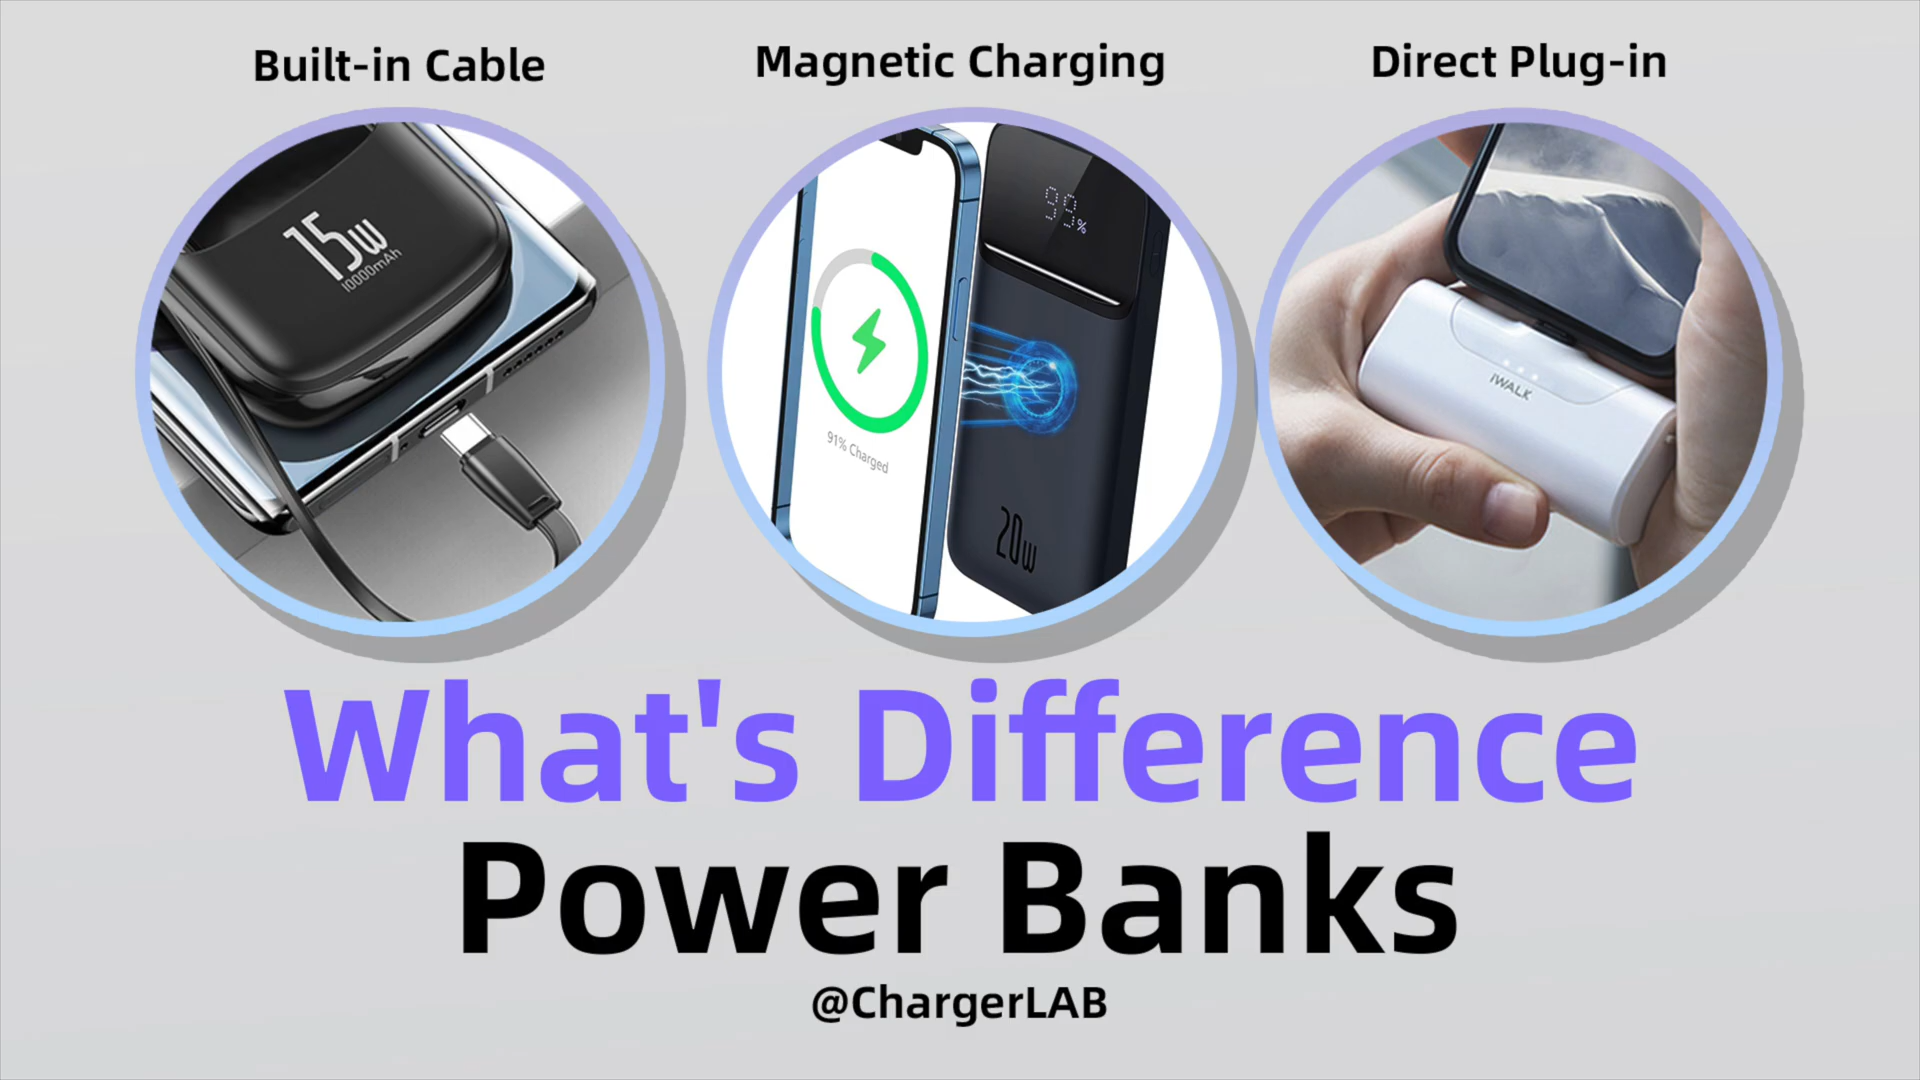 Built-in Cable
Magnetic Charging
Direct Plug-in
15w
10000mAh
99%
91% Charged
20w
iWALK
What's Difference
Power Banks
@ChargerLAB